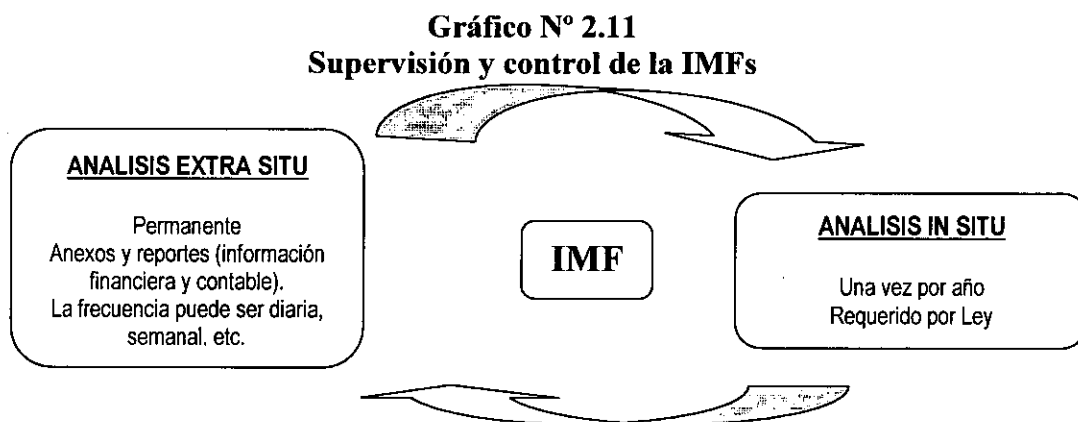 Gráfico Nº 2.11
Supervisión y control de la IMFs
ANALISIS EXTRA SITU
Permanente
Anexos y reportes (información
financiera y contable).
La frecuencia puede ser diaria,
semanal, etc.
IMF
ANALISIS IN SITU
Una vez por año
Requerido por Ley